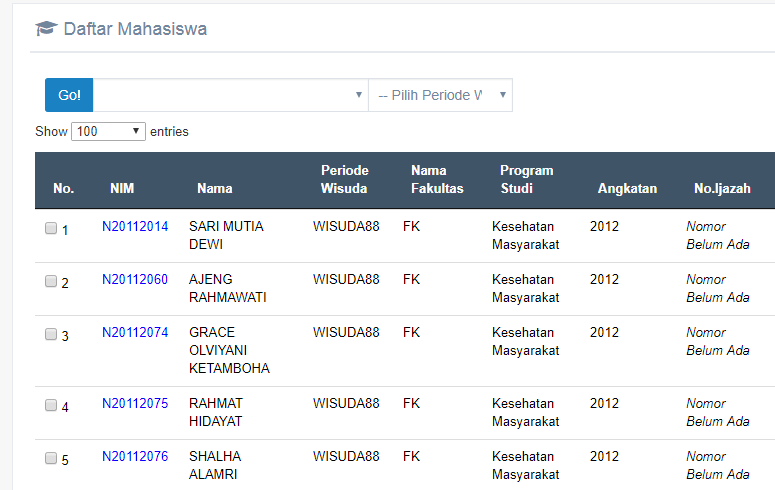 Daftar Mahasiswa
Go! -- Pilih Periode W
Show 100 entries
No. NIM Nama Periode Wisuda Nama Fakultas Program Studi Angkatan No.Ijazah
1 N20112014 SARI MUTIA DEWI WISUDA88 FK Kesehatan Masyarakat 2012 Nomor Belum Ada
2 N20112060 AJENG RAHMAWATI WISUDA88 FK Kesehatan Masyarakat 2012 Nomor Belum Ada
3 N20112074 GRACE OLVIYANI KETAMBOHA WISUDA88 FK Kesehatan Masyarakat 2012 Nomor Belum Ada
4 N20112075 RAHMAT HIDAYAT WISUDA88 FK Kesehatan Masyarakat 2012 Nomor Belum Ada
5 N20112076 SHALHA ALAMRI WISUDA88 FK Kesehatan Masyarakat 2012 Nomor Belum Ada